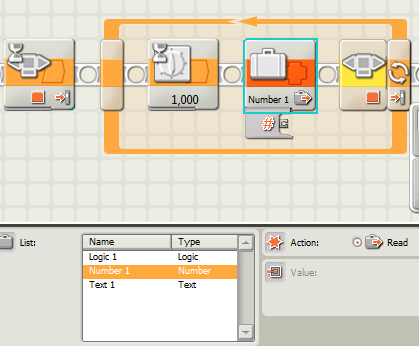 1,000
Number 1
#
List:
Name Type
Logic 1 Logic
Number 1 Number
Text 1 Text
Action: Read
Value: